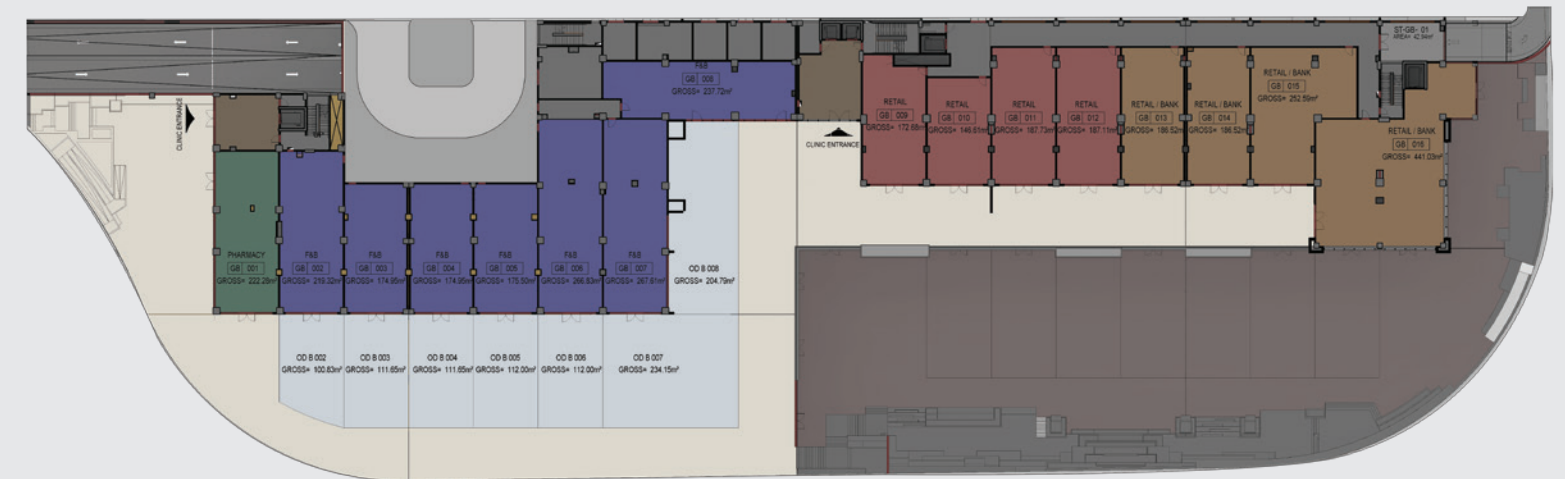 ST-GB- 01
AREA= 42.94m²
CLINIC ENTRANCE
F&B
GB 008
GROSS= 237.72m²
CLINIC ENTRANCE
RETAIL
GB 009
GROSS= 172.68m²
RETAIL
GB 010
GROSS= 146.61m²
RETAIL
GB 011
GROSS= 187.73m²
RETAIL
GB 012
GROSS= 187.11m²
RETAIL / BANK
GB 013
GROSS= 186.52m²
RETAIL / BANK
GB 014
GROSS= 186.52m²
RETAIL / BANK
GB 015
GROSS= 252.59m²
RETAIL / BANK
GB 016
GROSS= 441.03m²
PHARMACY
GB 001
GROSS= 222.28m²
F&B
GB 002
GROSS= 219.32m²
F&B
GB 003
GROSS= 174.95m²
F&B
GB 004
GROSS= 174.95m²
F&B
GB 005
GROSS= 175.50m²
F&B
GB 006
GROSS= 266.83m²
F&B
GB 007
GROSS= 267.61m²
OD B 008
GROSS= 204.79m²
OD B 002
GROSS= 100.83m²
OD B 003
GROSS= 111.65m²
OD B 004
GROSS= 111.65m²
OD B 005
GROSS= 112.00m²
OD B 006
GROSS= 112.00m²
OD B 007
GROSS= 234.15m²